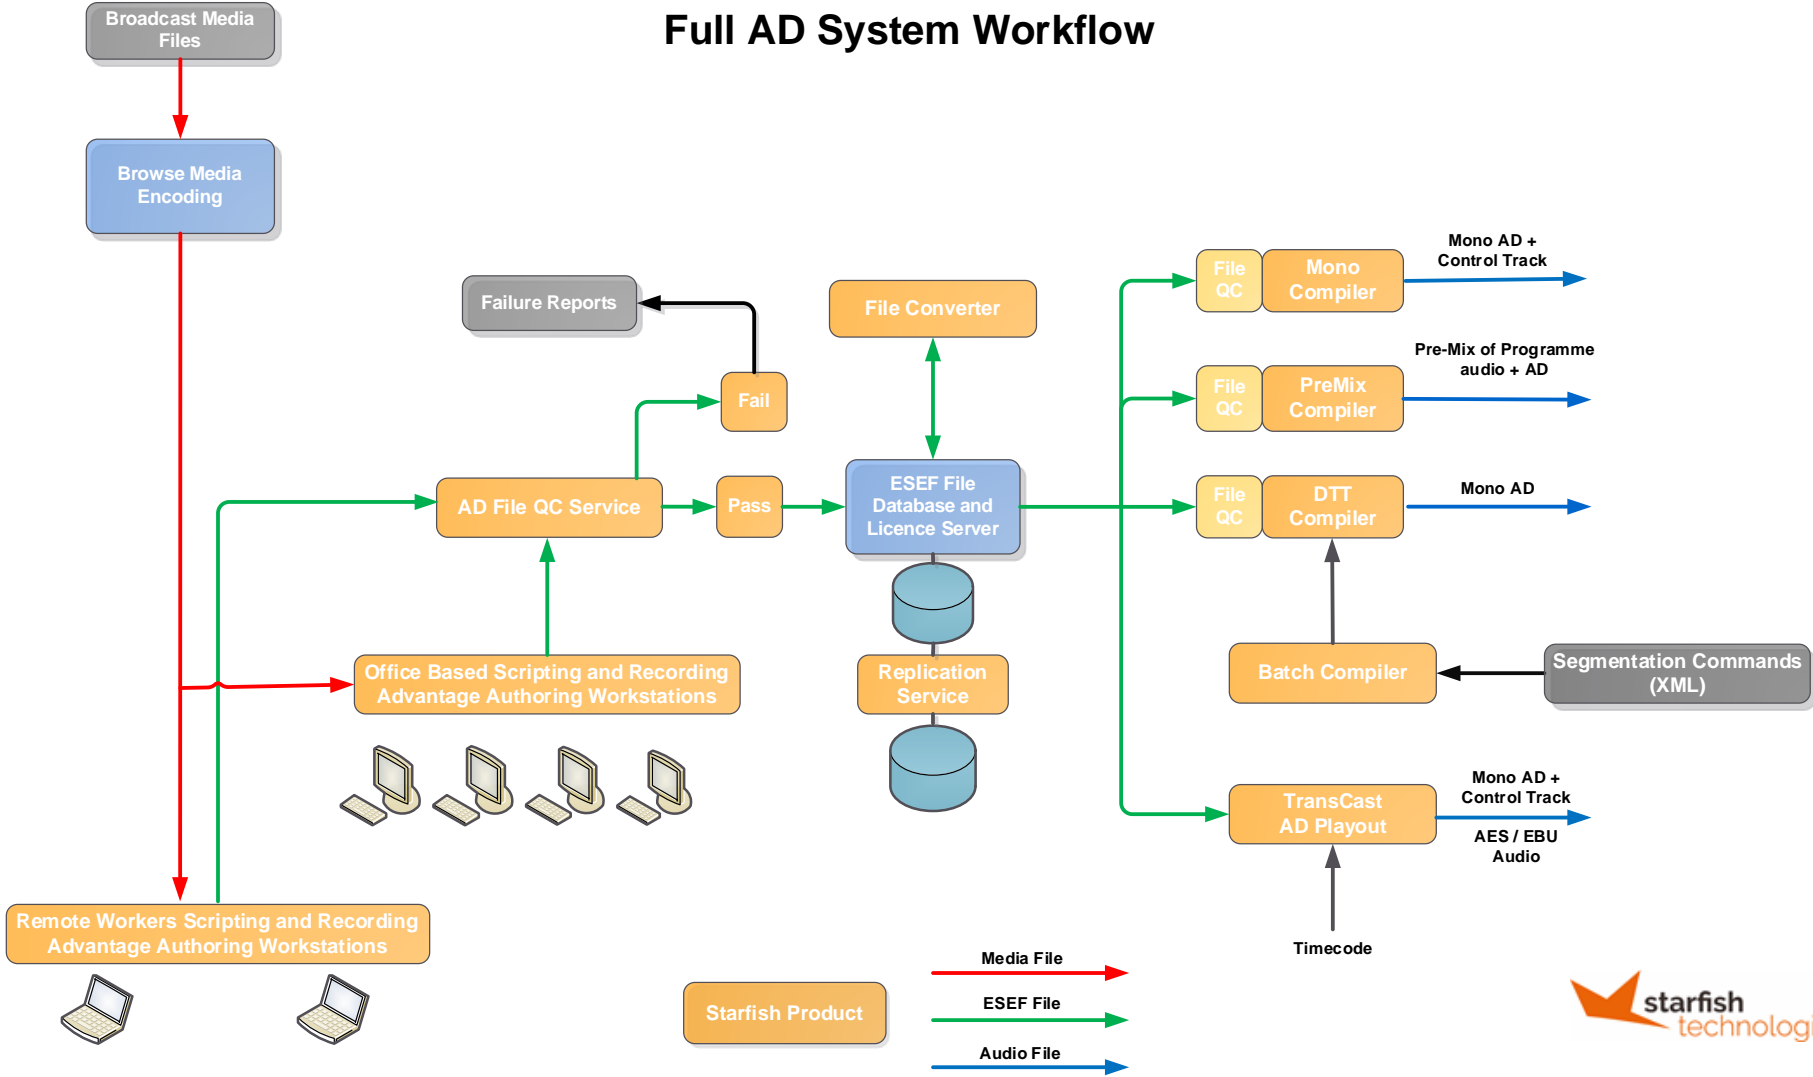 Full AD System Workflow
Broadcast Media
Files
Browse Media
Encoding
Failure Reports
Fail
File Converter
AD File QC Service
Pass
ESEF File
Database and
Licence Server
Replication
Service
Office Based Scripting and Recording
Advantage Authoring Workstations
Remote Workers Scripting and Recording
Advantage Authoring Workstations
File
QC
Mono
Compiler
Mono AD +
Control Track
File
QC
PreMix
Compiler
Pre-Mix of Programme
audio + AD
File
QC
DTT
Compiler
Mono AD
Batch Compiler
Segmentation Commands
(XML)
TransCast
AD Playout
Mono AD +
Control Track
AES / EBU
Audio
Timecode
Starfish Product
Media File
ESEF File
Audio File
starfish
technologi